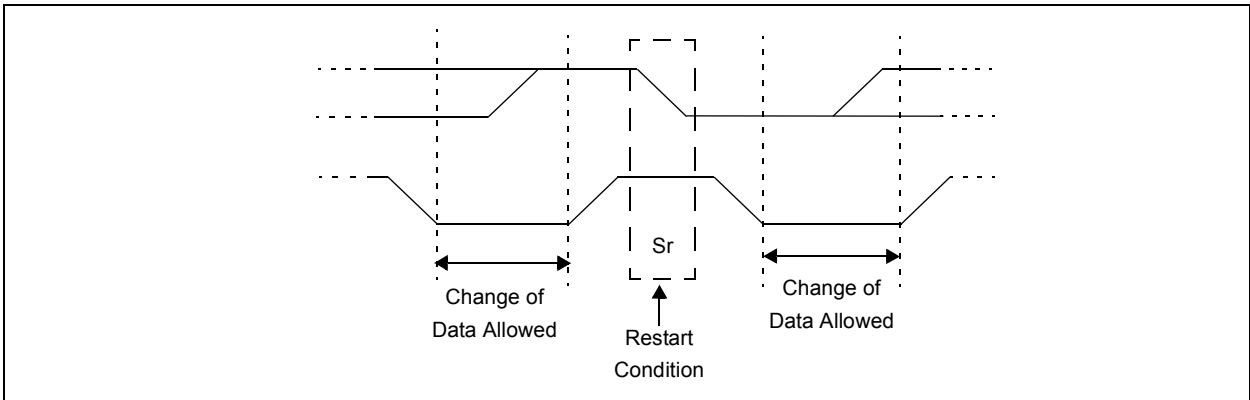 Sr
Change of
Data Allowed
Restart
Condition
Change of
Data Allowed